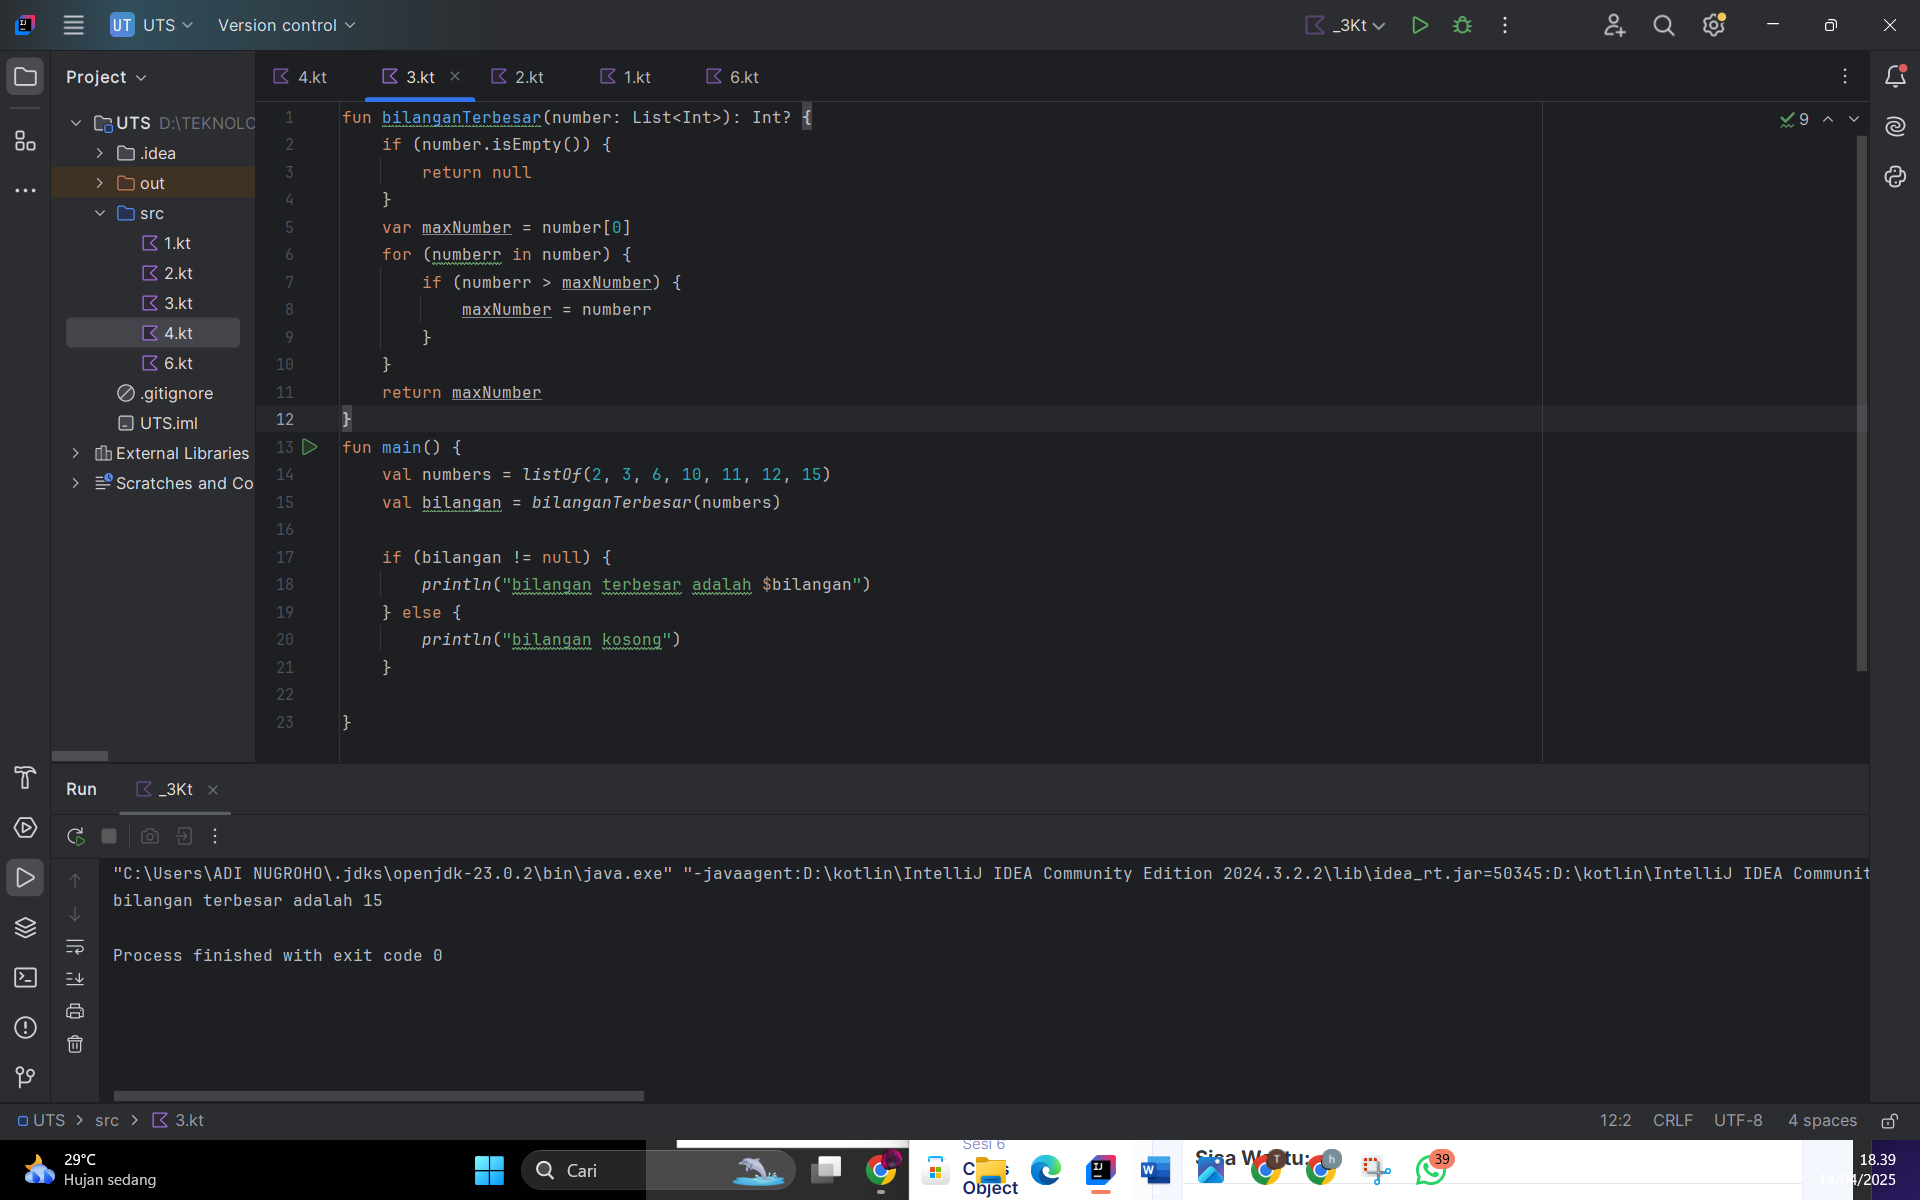 UT UTS Version control _3Kt
Project
4.kt 3.kt 2.kt 1.kt 6.kt
UTS D:\TEKNOLO
.idea
out
src
1.kt
2.kt
3.kt
4.kt
6.kt
.gitignore
UTS.iml
External Libraries
Scratches and Co
9
1 fun bilanganTerbesar(number: List<Int>): Int? {
2 if (number.isEmpty()) {
3 return null
4 }
5 var maxNumber = number[0]
6 for (numberr in number) {
7 if (numberr > maxNumber) {
8 maxNumber = numberr
9 }
10 }
11 return maxNumber
12 }
13 fun main() {
14 val numbers = listOf(2, 3, 6, 10, 11, 12, 15)
15 val bilangan = bilanganTerbesar(numbers)
16
17 if (bilangan != null) {
18 println("bilangan terbesar adalah $bilangan")
19 } else {
20 println("bilangan kosong")
21 }
22
23 }
Run _3Kt
"C:\Users\ADI NUGROHO\.jdks\openjdk-23.0.2\bin\java.exe" "-javaagent:D:\kotlin\IntelliJ IDEA Community Edition 2024.3.2.2\lib\idea_rt.jar=50345:D:\kotlin\IntelliJ IDEA Communit
bilangan terbesar adalah 15
Process finished with exit code 0
UTS src 3.kt
12:2 CRLF UTF-8 4 spaces
29°C
Hujan sedang
Cari
Sesi 6
Object
39
18.39
14/04/2025